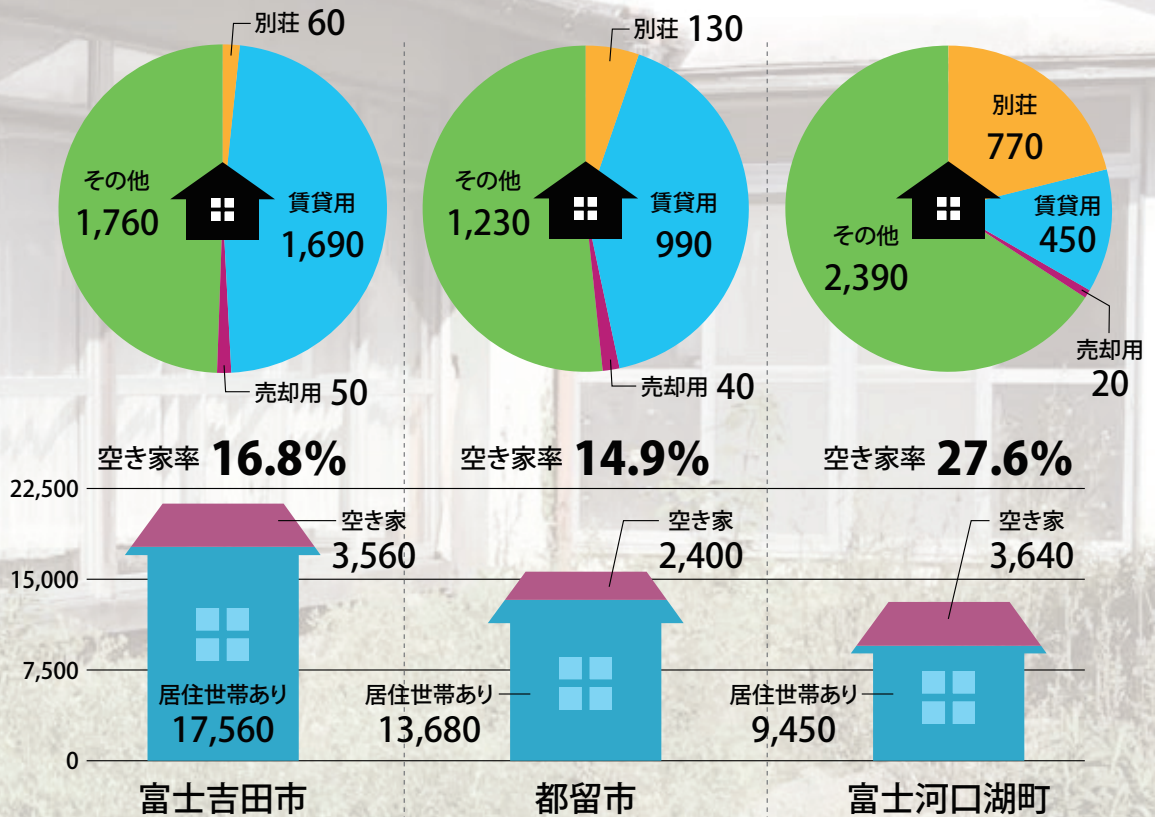 別荘 60
その他
1,760
賃貸用
1,690
売却用 50
別荘 130
その他
1,230
賃貸用
990
売却用 40
別荘
770
賃貸用
450
その他
2,390
売却用
20
空き家率 16.8%
空き家率 14.9%
空き家率 27.6%
22,500
15,000
7,500
0
空き家
3,560
居住世帯あり
17,560
空き家
2,400
居住世帯あり
13,680
空き家
3,640
居住世帯あり
9,450
富士吉田市
都留市
富士河口湖町